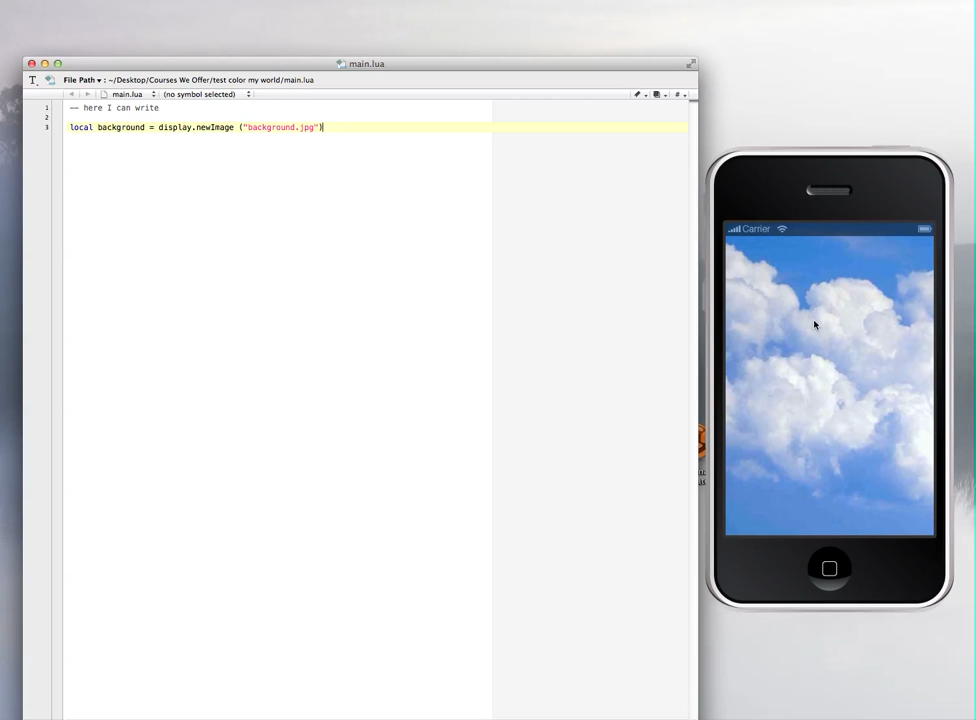 main.lua
T File Path ▾ : ~/Desktop/Courses We Offer/test color my world/main.lua
main.lua (no symbol selected) #
1 -- here I can write
2
3 local background = display.newImage ("background.jpg")
Carrier